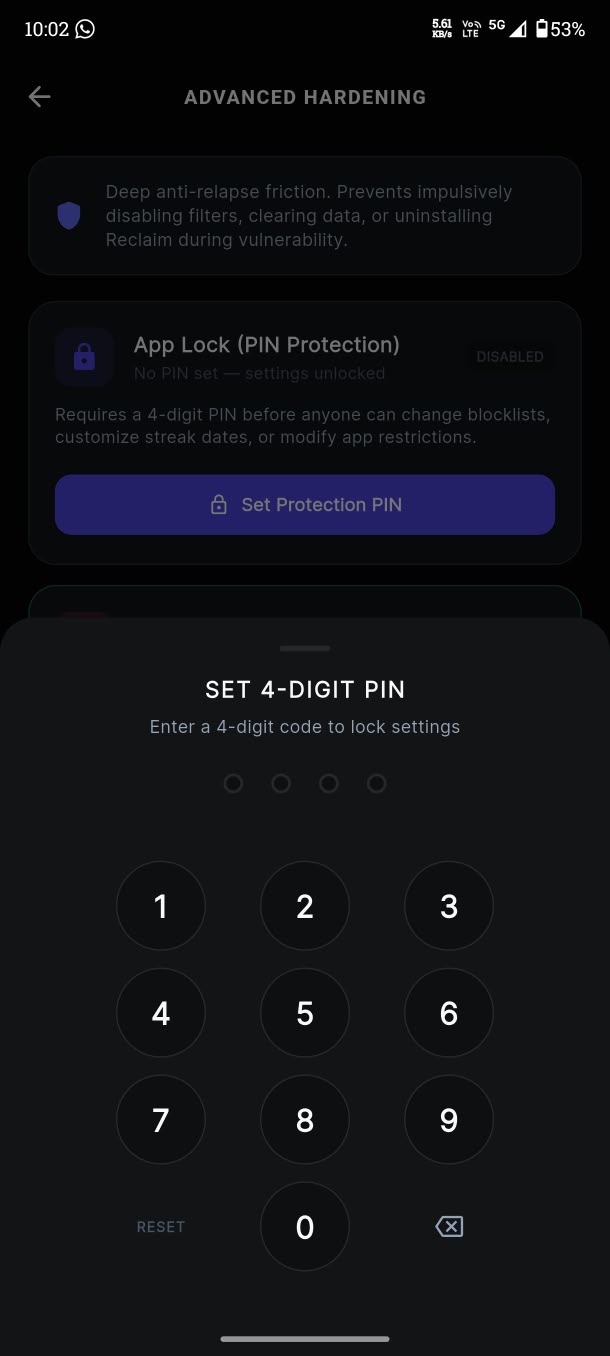 10:02
5.61 KB/s Vo LTE 5G 53%
ADVANCED HARDENING
Deep anti-relapse friction. Prevents impulsively
disabling filters, clearing data, or uninstalling
Reclaim during vulnerability.
App Lock (PIN Protection)
DISABLED
No PIN set — settings unlocked
Requires a 4-digit PIN before anyone can change blocklists,
customize streak dates, or modify app restrictions.
Set Protection PIN
SET 4-DIGIT PIN
Enter a 4-digit code to lock settings
1 2 3
4 5 6
7 8 9
RESET 0